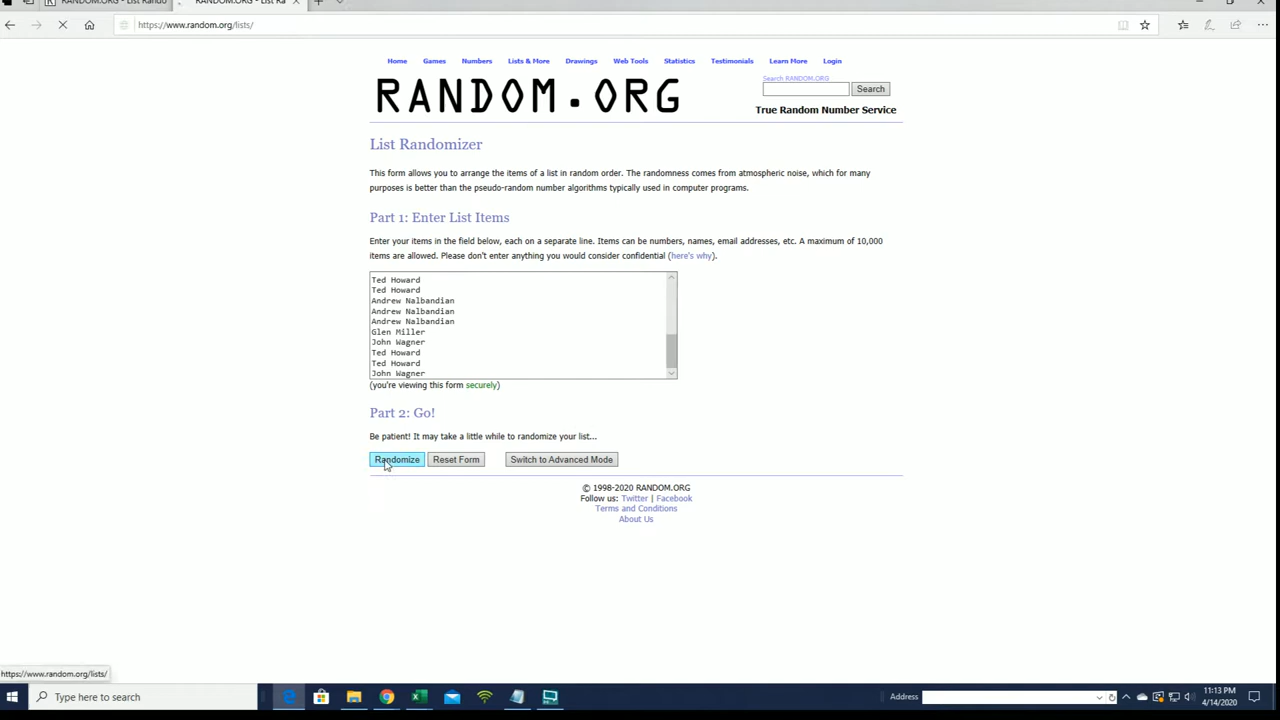 RANDOM.ORG - List Rando
RANDOM.ORG - List Ra
https://www.random.org/lists/
Home Games Numbers Lists & More Drawings Web Tools Statistics Testimonials Learn More Login
Search RANDOM.ORG
RANDOM.ORG
Search
True Random Number Service
List Randomizer
This form allows you to arrange the items of a list in random order. The randomness comes from atmospheric noise, which for many
purposes is better than the pseudo-random number algorithms typically used in computer programs.
Part 1: Enter List Items
Enter your items in the field below, each on a separate line. Items can be numbers, names, email addresses, etc. A maximum of 10,000
items are allowed. Please don't enter anything you would consider confidential (here's why).
Ted Howard
Ted Howard
Andrew Nalbandian
Andrew Nalbandian
Andrew Nalbandian
Glen Miller
John Wagner
Ted Howard
Ted Howard
John Wagner
(you're viewing this form securely)
Part 2: Go!
Be patient! It may take a little while to randomize your list...
Randomize Reset Form Switch to Advanced Mode
© 1998-2020 RANDOM.ORG
Follow us: Twitter | Facebook
Terms and Conditions
About Us
https://www.random.org/lists/
Type here to search
Address
11:13 PM
4/14/2020